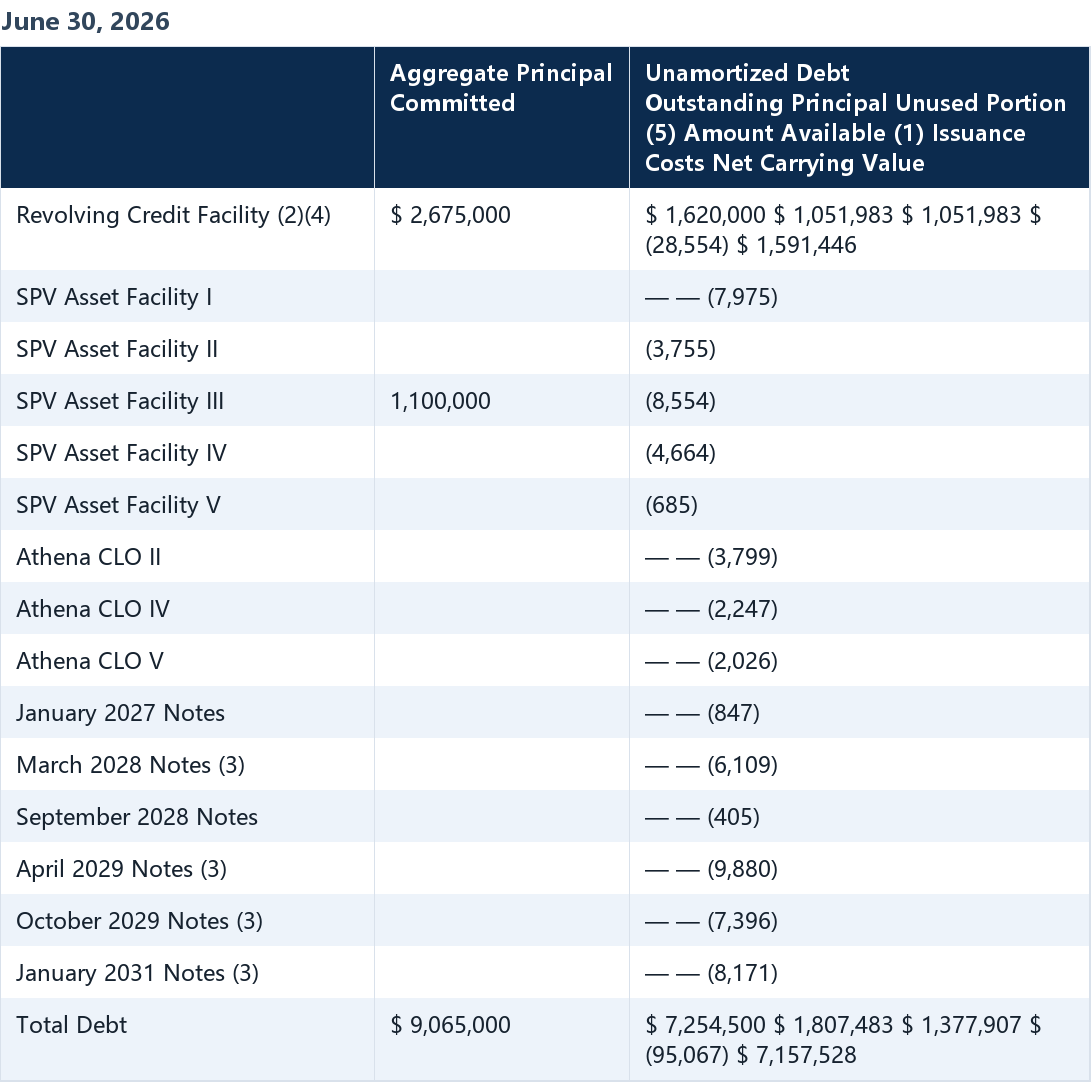 June 30, 2026
Aggregate Principal
Committed
Unamortized Debt
Outstanding Principal Unused Portion
(5) Amount Available (1) Issuance
Costs Net Carrying Value
Revolving Credit Facility (2)(4)
$ 2,675,000
$ 1,620,000 $ 1,051,983 $ 1,051,983 $
(28,554) $ 1,591,446
SPV Asset Facility I
— — (7,975)
SPV Asset Facility II
(3,755)
SPV Asset Facility III
1,100,000
(8,554)
SPV Asset Facility IV
(4,664)
SPV Asset Facility V
(685)
Athena CLO II
— — (3,799)
Athena CLO IV
— — (2,247)
Athena CLO V
— — (2,026)
January 2027 Notes
— — (847)
March 2028 Notes (3)
— — (6,109)
September 2028 Notes
— — (405)
April 2029 Notes (3)
— — (9,880)
October 2029 Notes (3)
— — (7,396)
January 2031 Notes (3)
— — (8,171)
Total Debt
$ 9,065,000
$ 7,254,500 $ 1,807,483 $ 1,377,907 $
(95,067) $ 7,157,528